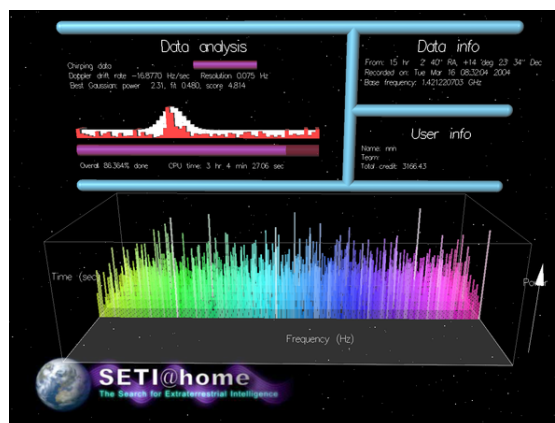 Data analysis
Chirping data
Doppler drift rate -16.8770 Hz/sec Resolution 0.075 Hz
Best Gaussian: power 2.31, fit 0.480, score 4.814
Overall 86.364% done CPU time: 3 hr 4 min 27.06 sec
Data info
From: 15 hr 2' 40" RA, +14 deg 23' 34" Dec
Recorded on: Tue Mar 16 08:32:04 2004
Base frequency: 1.421220703 GHz
User info
Name: nnn
Team:
Total credit: 3166.43
Time (sec)
Power
Frequency (Hz)
SETI@home
The Search for Extraterrestrial Intelligence